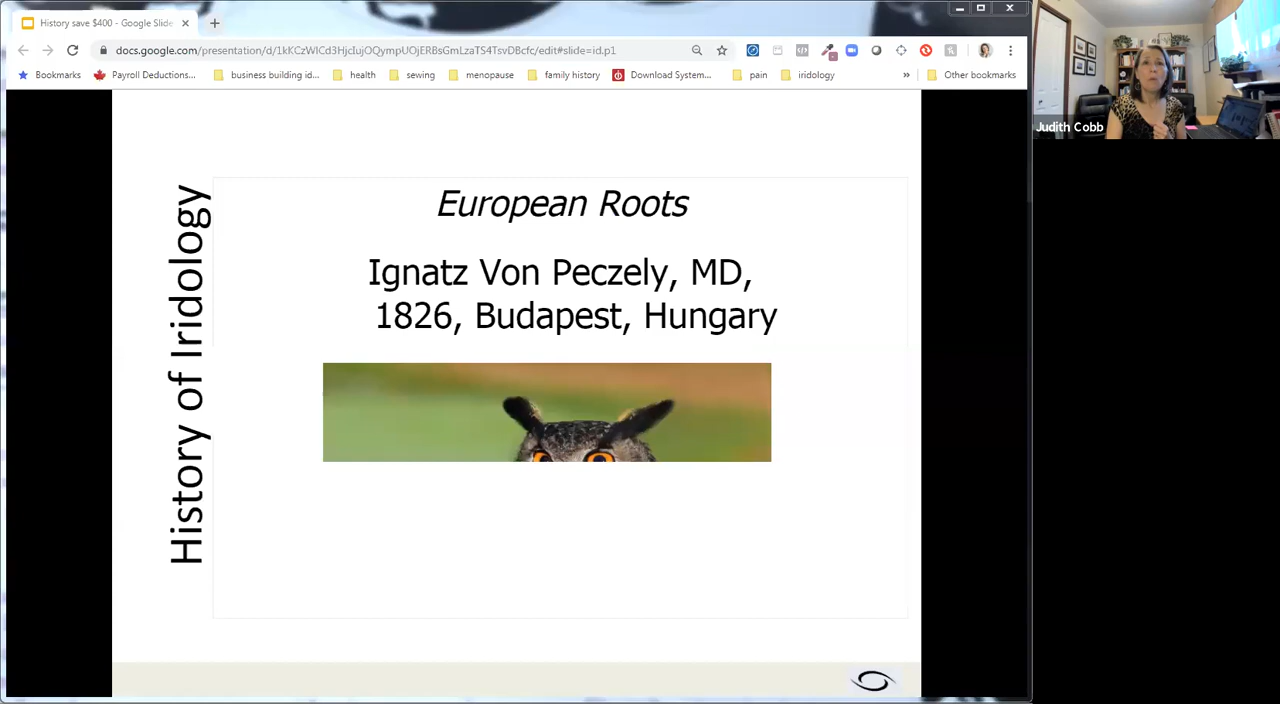 History save $400 - Google Slide
docs.google.com/presentation/d/1kKCzWlCd3HjcIujOQympUOjERBsGmLzaTS4TsvDBcfc/edit#slide=id.p1
Bookmarks
Payroll Deductions...
business building id...
health
sewing
menopause
family history
Download System...
pain
iridology
»
Other bookmarks
Judith Cobb
History of Iridology
European Roots
Ignatz Von Peczely, MD,
1826, Budapest, Hungary